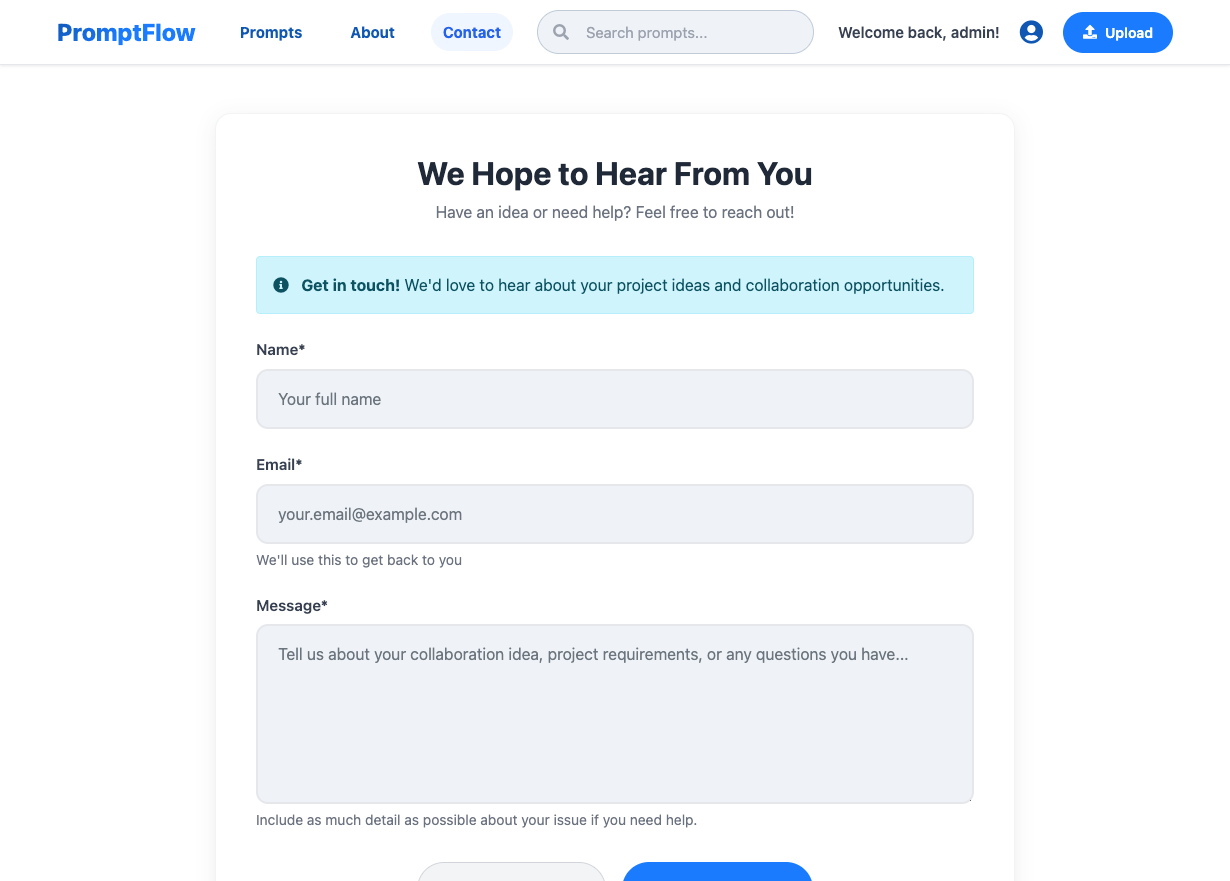 PromptFlow
Prompts
About
Contact
Search prompts...
Welcome back, admin!
Upload
We Hope to Hear From You
Have an idea or need help? Feel free to reach out!
Get in touch! We'd love to hear about your project ideas and collaboration opportunities.
Name*
Your full name
Email*
your.email@example.com
We'll use this to get back to you
Message*
Tell us about your collaboration idea, project requirements, or any questions you have...
Include as much detail as possible about your issue if you need help.